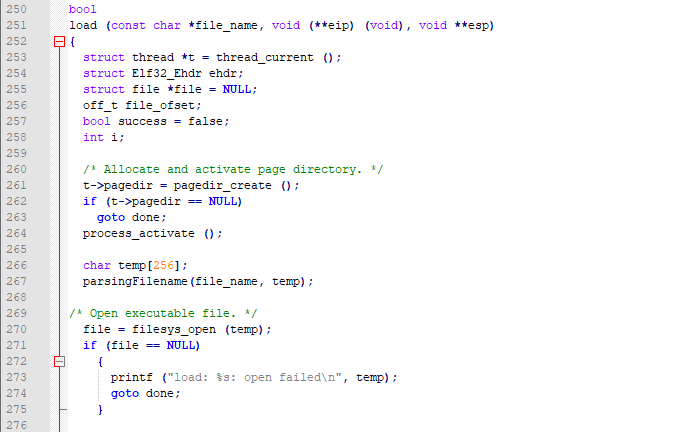 250 bool
251 load (const char *file_name, void (**eip) (void), void **esp)
252 {
253 struct thread *t = thread_current ();
254 struct Elf32_Ehdr ehdr;
255 struct file *file = NULL;
256 off_t file_ofset;
257 bool success = false;
258 int i;
259
260 /* Allocate and activate page directory. */
261 t->pagedir = pagedir_create ();
262 if (t->pagedir == NULL)
263 goto done;
264 process_activate ();
265
266 char temp[256];
267 parsingFilename(file_name, temp);
268
269 /* Open executable file. */
270 file = filesys_open (temp);
271 if (file == NULL)
272 {
273 printf ("load: %s: open failed\n", temp);
274 goto done;
275 }
276